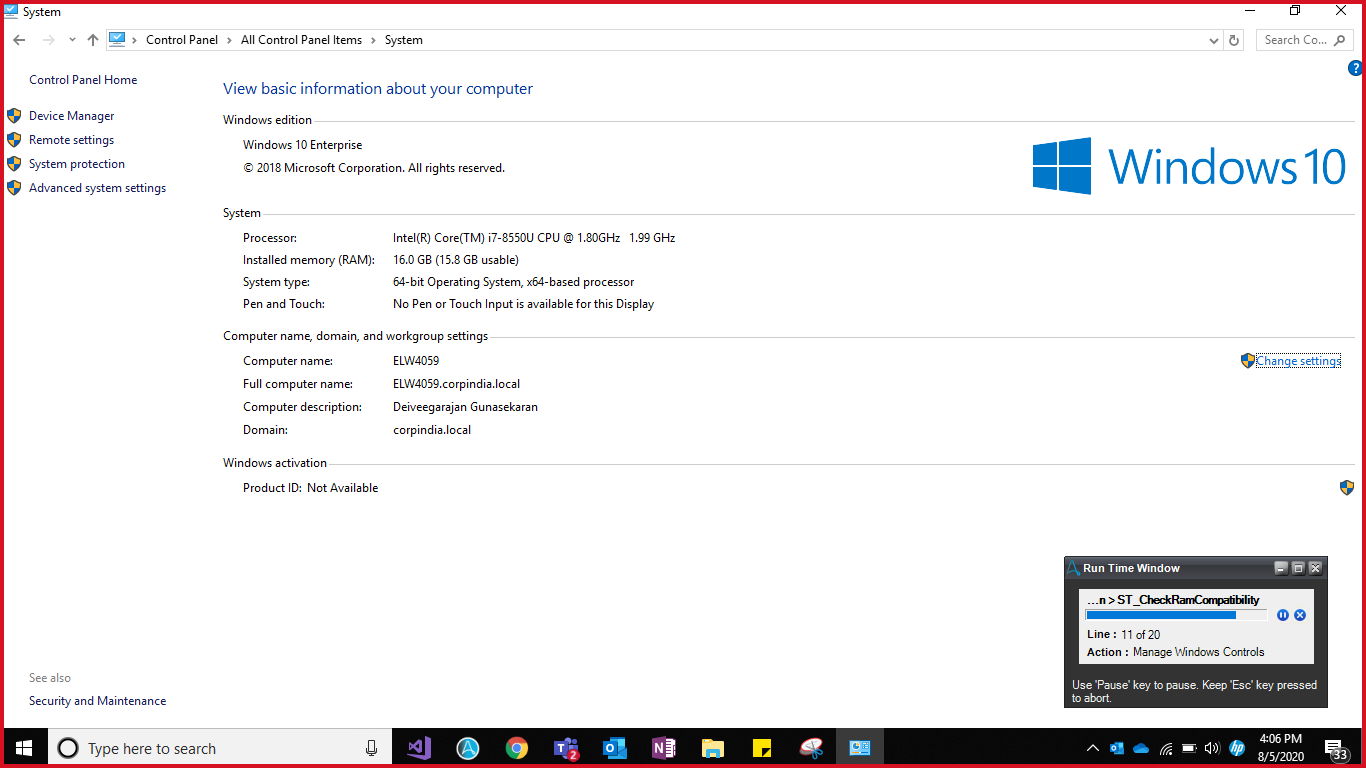 System
Control Panel > All Control Panel Items > System
Search Co...
Control Panel Home
Device Manager
Remote settings
System protection
Advanced system settings
View basic information about your computer
Windows edition
Windows 10 Enterprise
© 2018 Microsoft Corporation. All rights reserved.
Windows 10
System
Processor: Intel(R) Core(TM) i7-8550U CPU @ 1.80GHz 1.99 GHz
Installed memory (RAM): 16.0 GB (15.8 GB usable)
System type: 64-bit Operating System, x64-based processor
Pen and Touch: No Pen or Touch Input is available for this Display
Computer name, domain, and workgroup settings
Computer name: ELW4059
Change settings
Full computer name: ELW4059.corpindia.local
Computer description: Deiveegarajan Gunasekaran
Domain: corpindia.local
Windows activation
Product ID: Not Available
Run Time Window
...n > ST_CheckRamCompatibility
Line : 11 of 20
Action : Manage Windows Controls
Use 'Pause' key to pause. Keep 'Esc' key pressed
to abort.
See also
Security and Maintenance
Type here to search
2
4:06 PM
8/5/2020
33